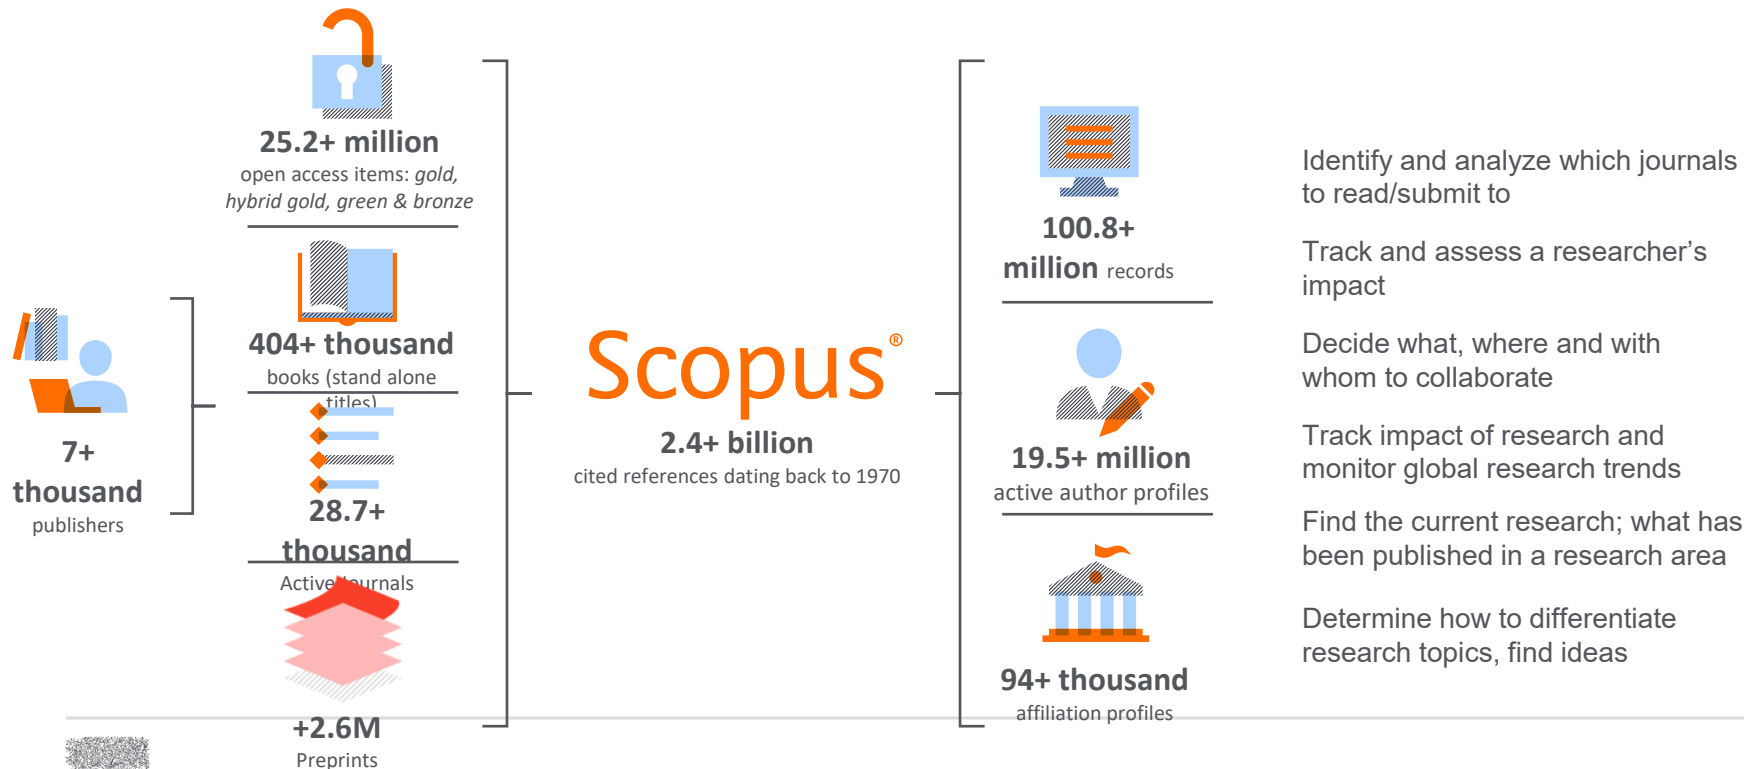 7+
thousand
publishers
25.2+ million
open access items: gold,
hybrid gold, green & bronze
404+ thousand
books (stand alone
titles)
28.7+
thousand
Active Journals
+2.6M
Preprints
Scopus®
2.4+ billion
cited references dating back to 1970
100.8+
million records
19.5+ million
active author profiles
94+ thousand
affiliation profiles
Identify and analyze which journals
to read/submit to
Track and assess a researcher’s
impact
Decide what, where and with
whom to collaborate
Track impact of research and
monitor global research trends
Find the current research; what has
been published in a research area
Determine how to differentiate
research topics, find ideas